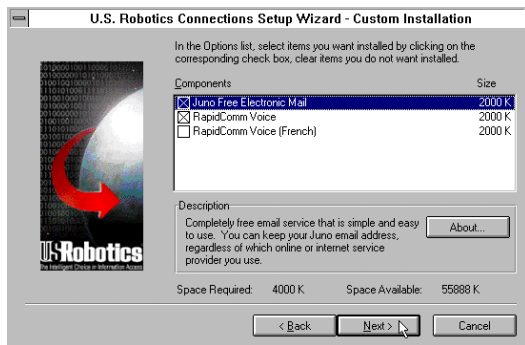 U.S. Robotics Connections Setup Wizard - Custom Installation
In the Options list, select items you want installed by clicking on the
corresponding check box, clear items you do not want installed.
Components Size
Juno Free Electronic Mail 2000 K
RapidComm Voice 2000 K
RapidComm Voice (French) 2000 K
Description
Completely free email service that is simple and easy
to use. You can keep your Juno email address,
regardless of which online or internet service
provider you use.
About...
USRobotics
The Intelligent Choice in Information Access
Space Required: 4000 K Space Available: 55888 K
< Back Next > Cancel